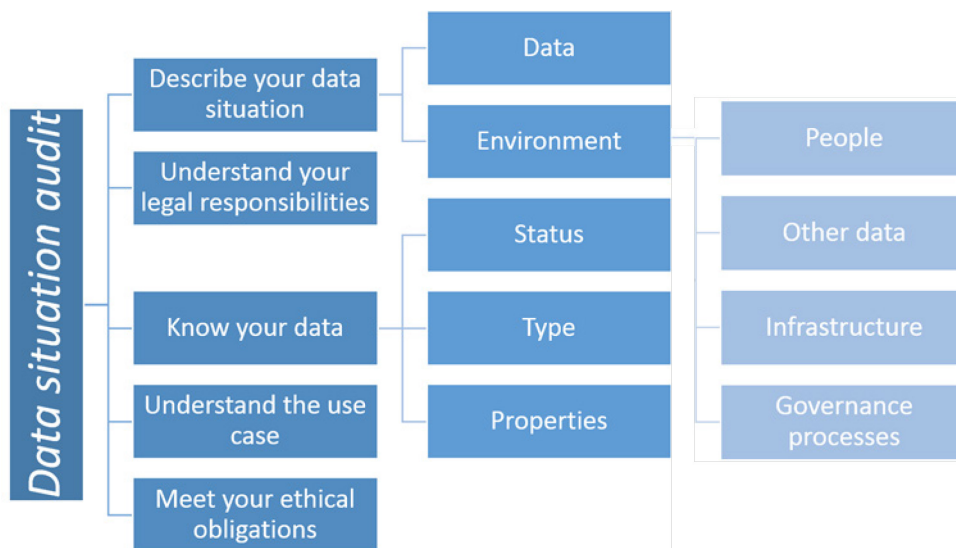 Data situation audit
Describe your data
situation
Understand your
legal responsibilities
Know your data
Understand the use
case
Meet your ethical
obligations
Data
Environment
Status
Type
Properties
People
Other data
Infrastructure
Governance
processes